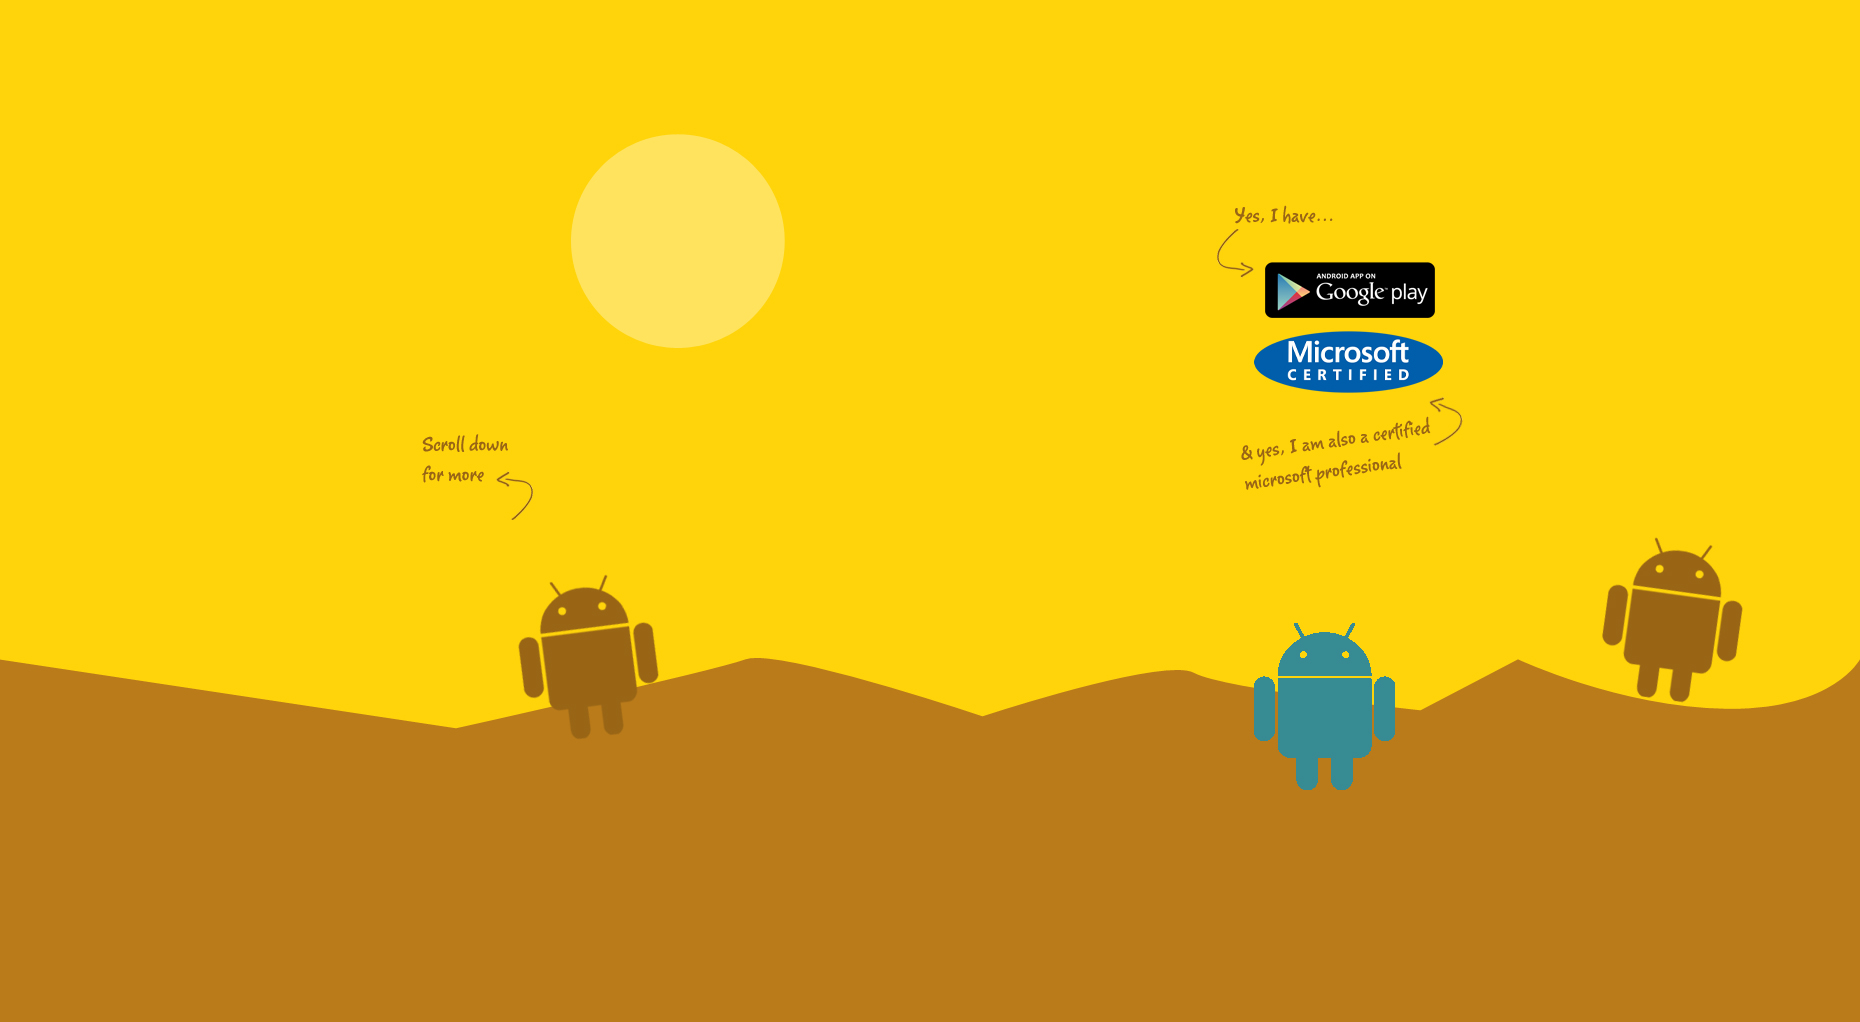 Yes, I have...
ANDROID APP ON
Google play
Microsoft
CERTIFIED
& yes, I am also a certified
microsoft professional
Scroll down
for more